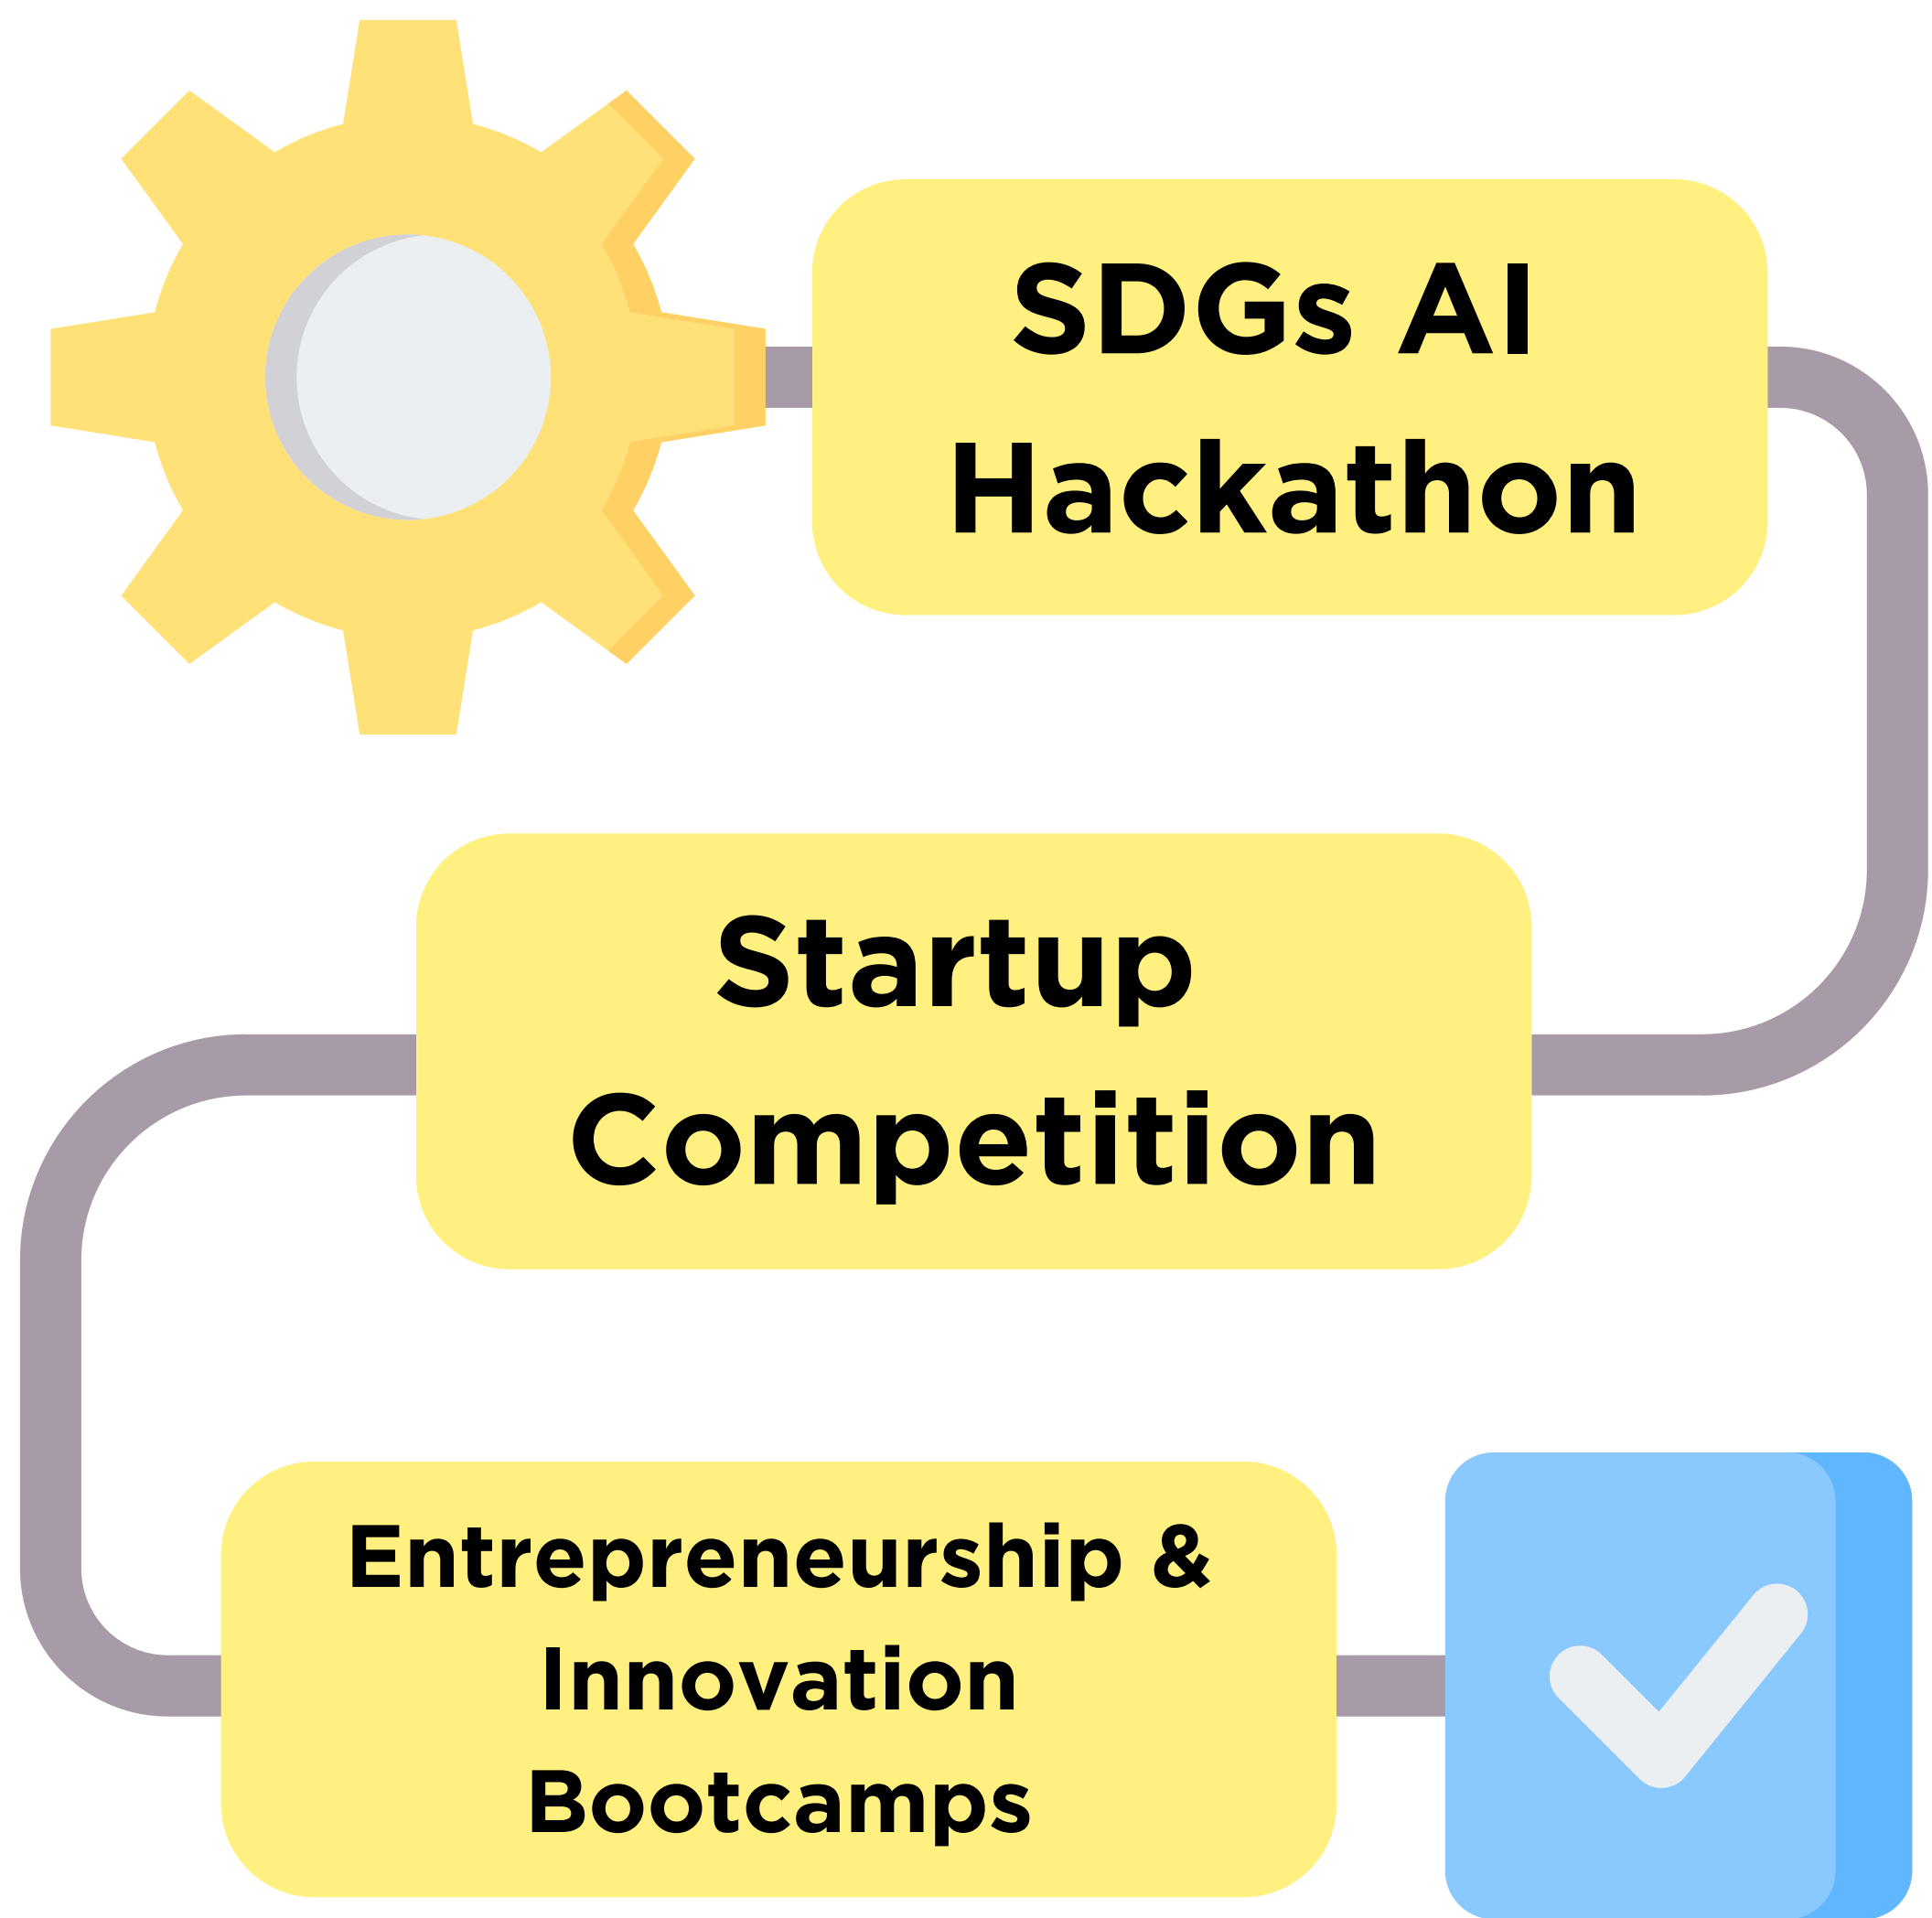 SDGs AI
Hackathon
Startup
Competition
Entrepreneurship &
Innovation
Bootcamps